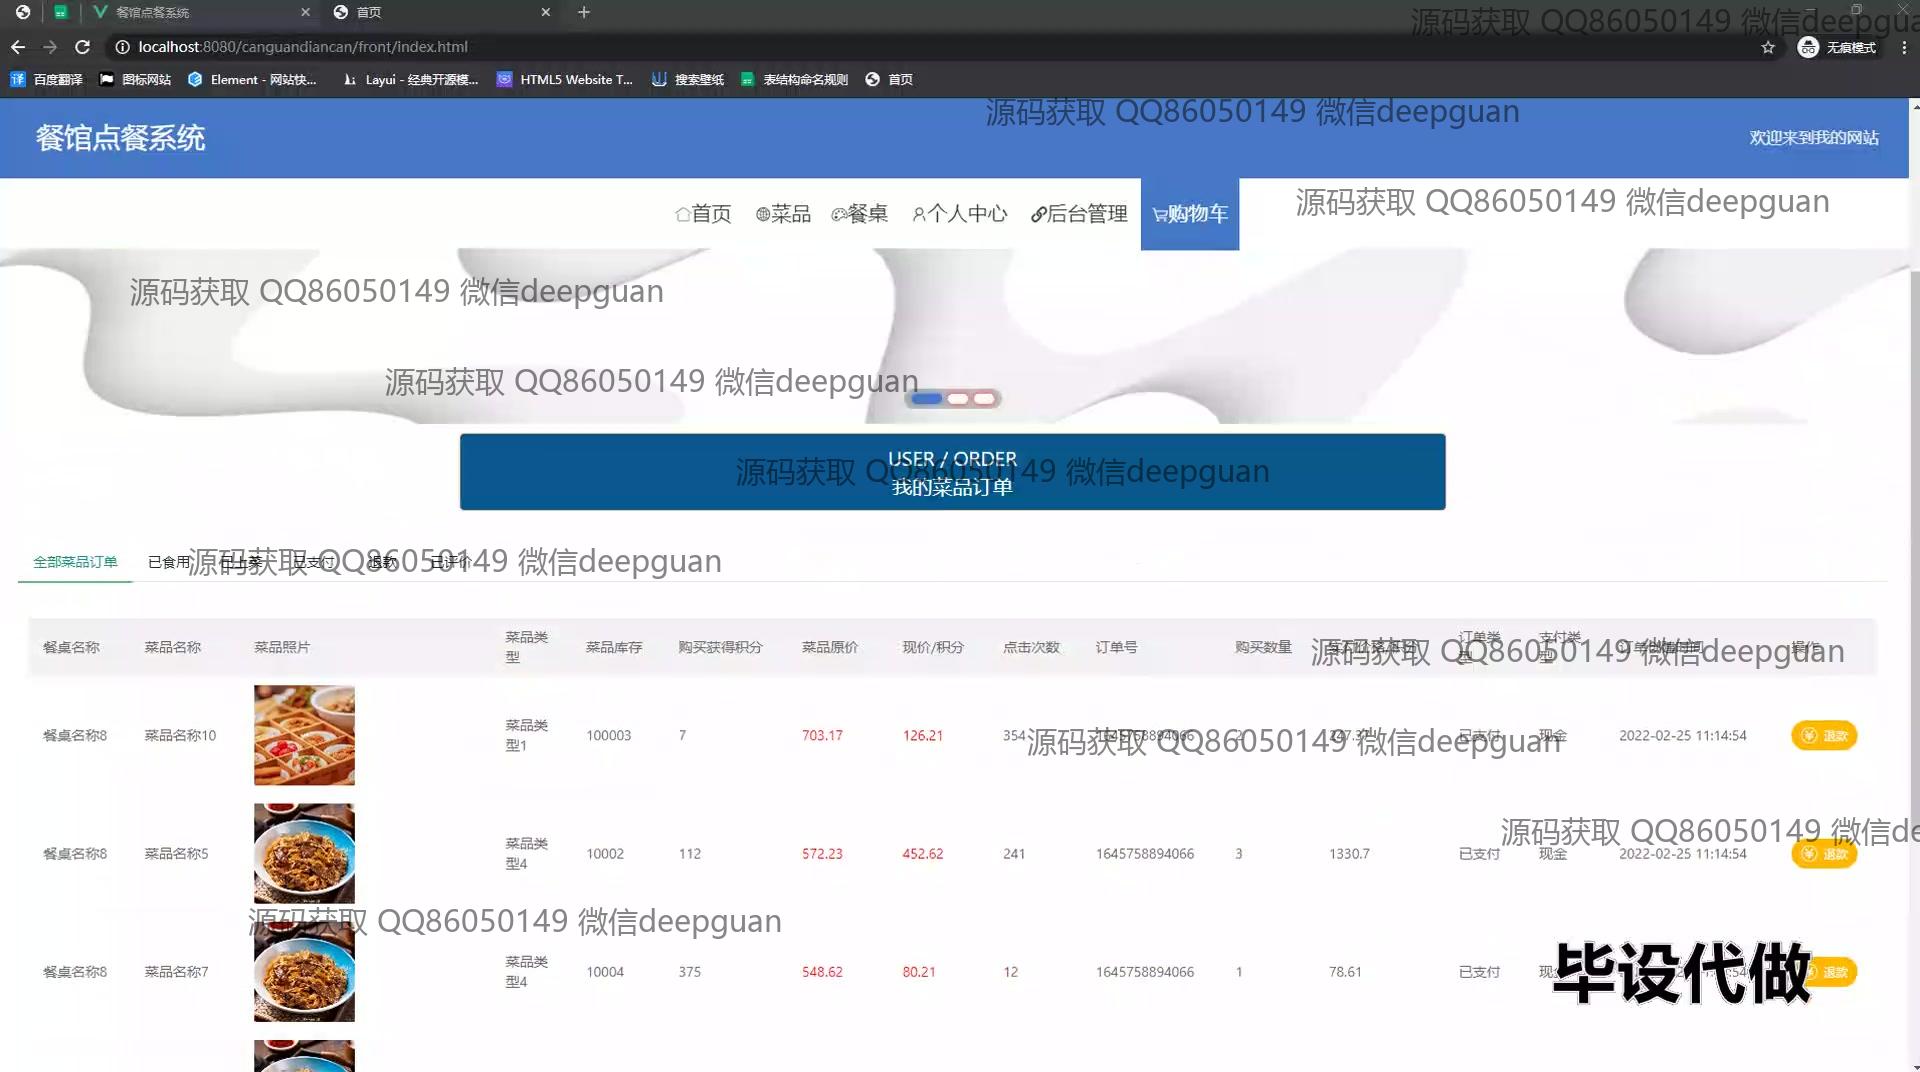 餐馆点餐系统
首页
源码获取 QQ86050149 微信deepgua
localhost:8080/canguandiancan/front/index.html
无痕模式
百度翻译
图标网站
Element - 网站快...
Layui - 经典开源模...
HTML5 Website T...
搜索壁纸
表结构命名规则
首页
源码获取 QQ86050149 微信deepguan
餐馆点餐系统
欢迎来到我的网站
源码获取 QQ86050149 微信deepguan
首页
菜品
餐桌
个人中心
后台管理
购物车
源码获取 QQ86050149 微信deepguan
源码获取 QQ86050149 微信deepguan
USER / ORDER
源码获取 QQ86050149 微信deepguan
我的菜品订单
全部菜品订单
已食用
已上菜
已支付
退款
已评价
源码获取 QQ86050149 微信deepguan
餐桌名称
菜品名称
菜品照片
菜品类型
菜品库存
购买获得积分
菜品原价
现价/积分
点击次数
订单号
购买数量
订单类型
支付类型
操作
源码获取 QQ86050149 微信deepguan
餐桌名称8
菜品名称10
菜品类型1
100003
7
703.17
126.21
354
1645758894066
2
已支付
现金
2022-02-25 11:14:54
退款
源码获取 QQ86050149 微信deepguan
源码获取 QQ86050149 微信de
餐桌名称8
菜品名称5
菜品类型4
10002
112
572.23
452.62
241
1645758894066
3
1330.7
已支付
现金
2022-02-25 11:14:54
退款
源码获取 QQ86050149 微信deepguan
餐桌名称8
菜品名称7
菜品类型4
10004
375
548.62
80.21
12
1645758894066
1
78.61
已支付
退款
毕设代做